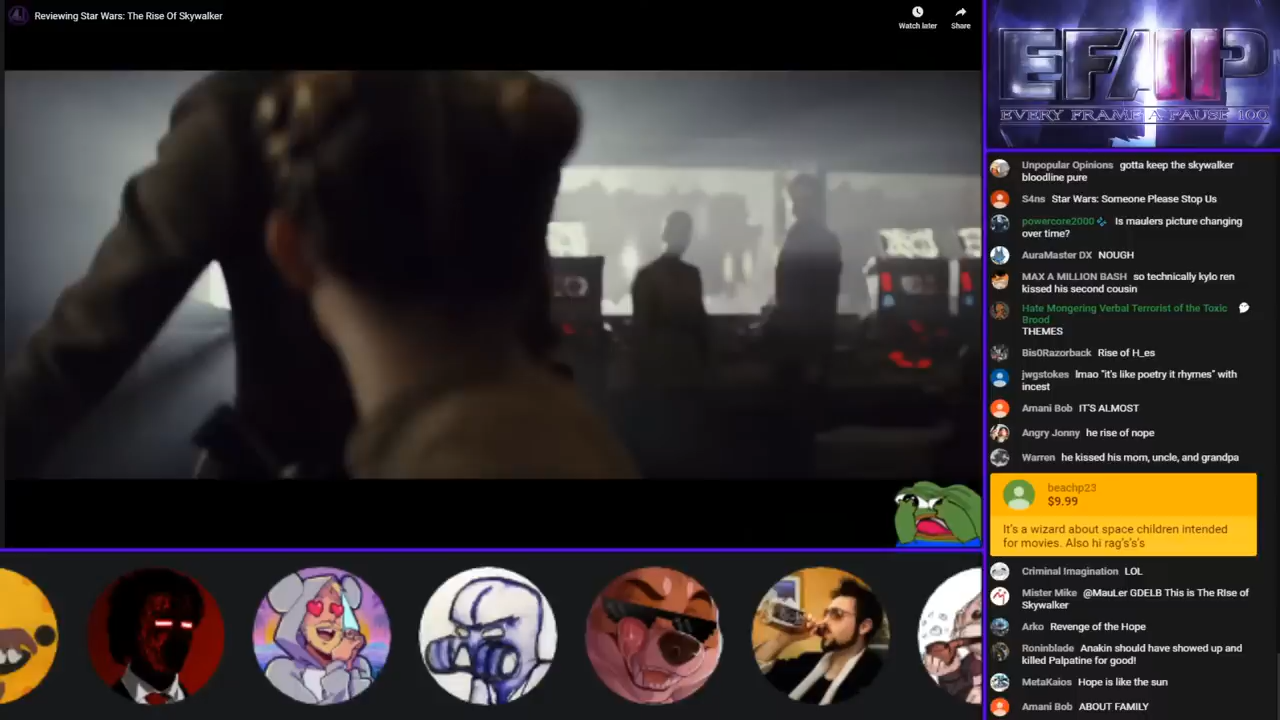 Reviewing Star Wars: The Rise Of Skywalker
Watch later
Share
EFAP
EVERY FRAME A PAUSE 100
Unpopular Opinions gotta keep the skywalker
bloodline pure
S4ns Star Wars: Someone Please Stop Us
powercore2000 Is maulers picture changing
over time?
AuraMaster DX NOUGH
MAX A MILLION BASH so technically kylo ren
kissed his second cousin
Hate Mongering Verbal Terrorist of the Toxic
Brood
THEMES
Bis0Razorback Rise of H_es
jwgstokes lmao "it's like poetry it rhymes" with
incest
Amani Bob IT'S ALMOST
Angry Jonny he rise of nope
Warren he kissed his mom, uncle, and grandpa
beachp23
$9.99
It's a wizard about space children intended
for movies. Also hi rag's's's
Criminal Imagination LOL
Mister Mike @MauLer GDELB This is The RIse of
Skywalker
Arko Revenge of the Hope
Roninblade Anakin should have showed up and
killed Palpatine for good!
MetaKaios Hope is like the sun
Amani Bob ABOUT FAMILY